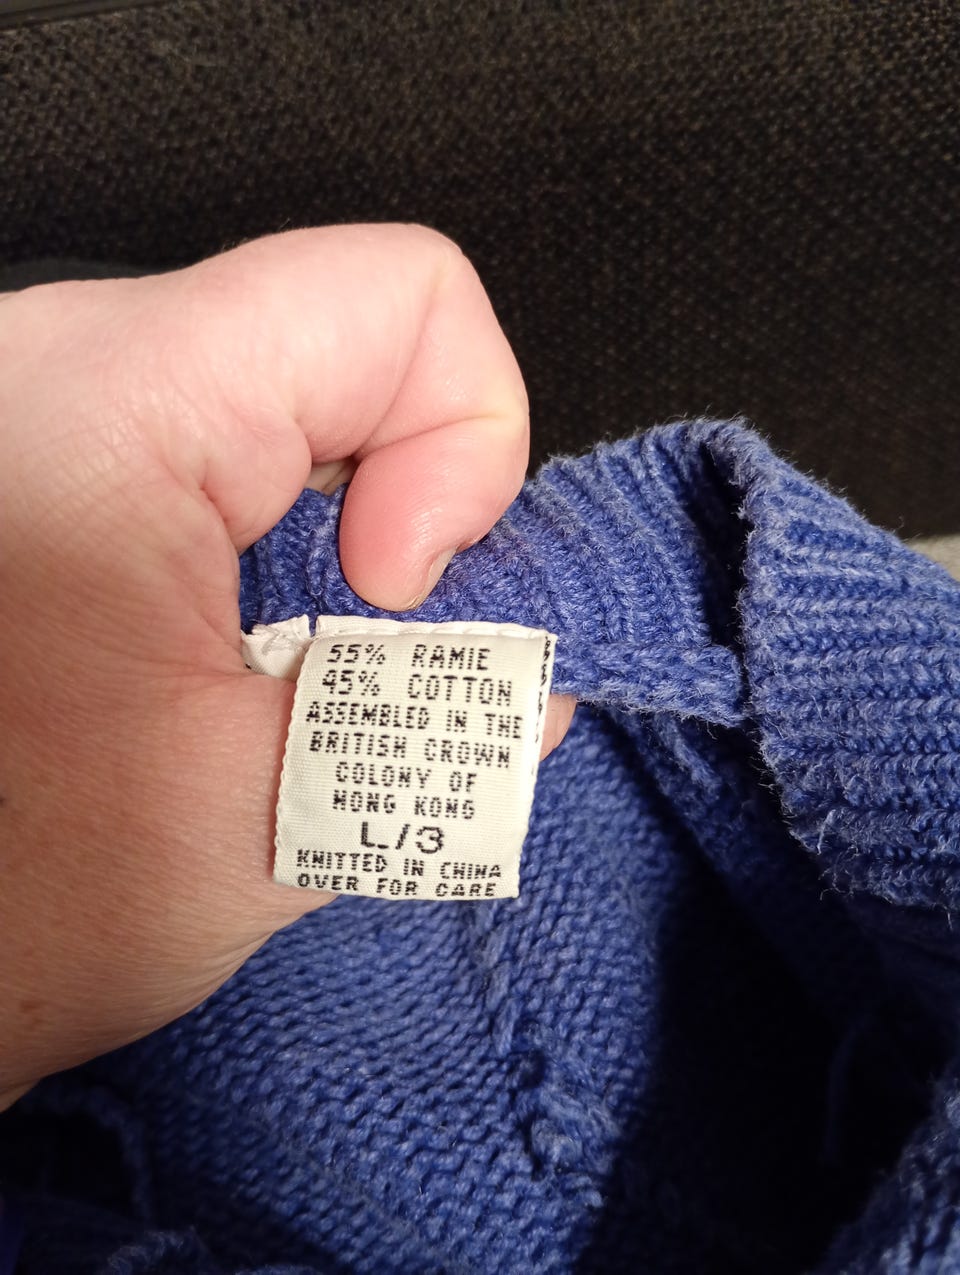 55% RAMIE
45% COTTON
ASSEMBLED IN THE
BRITISH CROWN
COLONY OF
HONG KONG
L/3
KNITTED IN CHINA
OVER FOR CARE